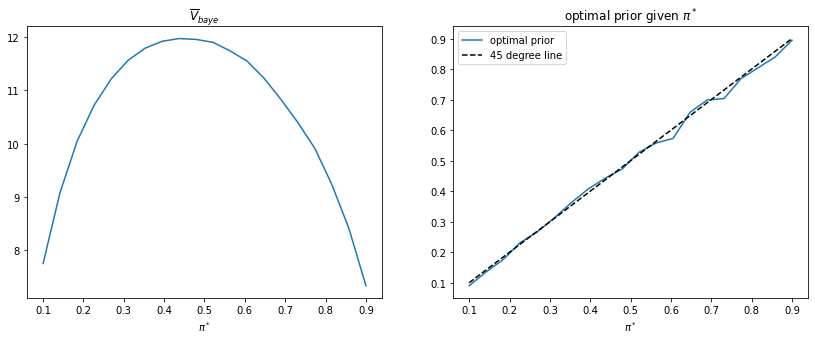 V̅_baye
12
11
10
9
8
0.1 0.2 0.3 0.4 0.5 0.6 0.7 0.8 0.9
π*
optimal prior given π*
optimal prior
45 degree line
0.9
0.8
0.7
0.6
0.5
0.4
0.3
0.2
0.1
0.1 0.2 0.3 0.4 0.5 0.6 0.7 0.8 0.9
π*